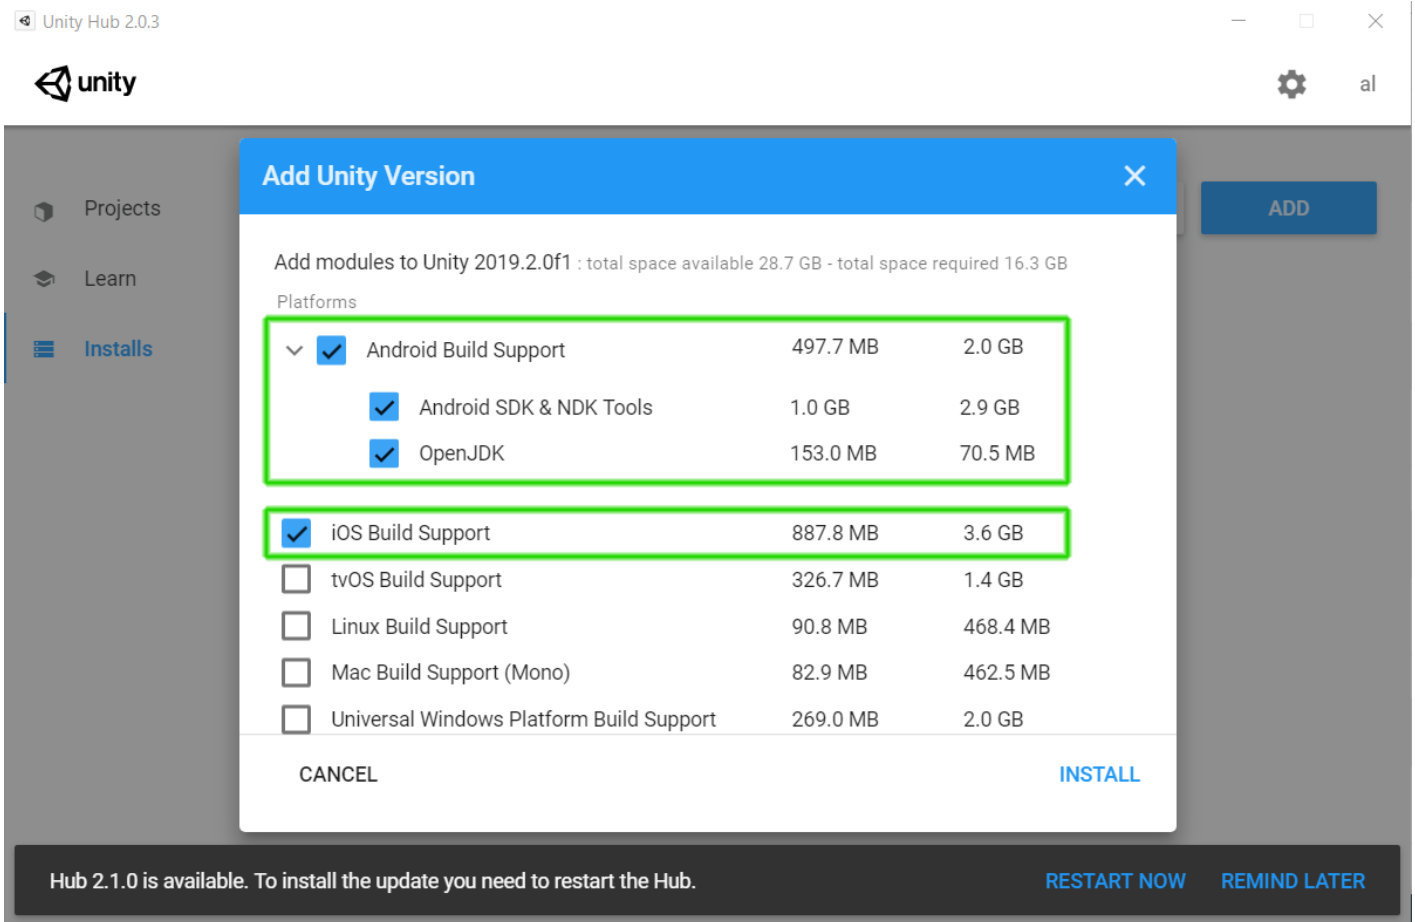 Unity Hub 2.0.3
unity
al
Add Unity Version
Projects
ADD
Add modules to Unity 2019.2.0f1 : total space available 28.7 GB - total space required 16.3 GB
Learn
Platforms
Installs
Android Build Support 497.7 MB 2.0 GB
Android SDK & NDK Tools 1.0 GB 2.9 GB
OpenJDK 153.0 MB 70.5 MB
iOS Build Support 887.8 MB 3.6 GB
tvOS Build Support 326.7 MB 1.4 GB
Linux Build Support 90.8 MB 468.4 MB
Mac Build Support (Mono) 82.9 MB 462.5 MB
Universal Windows Platform Build Support 269.0 MB 2.0 GB
CANCEL INSTALL
Hub 2.1.0 is available. To install the update you need to restart the Hub. RESTART NOW REMIND LATER